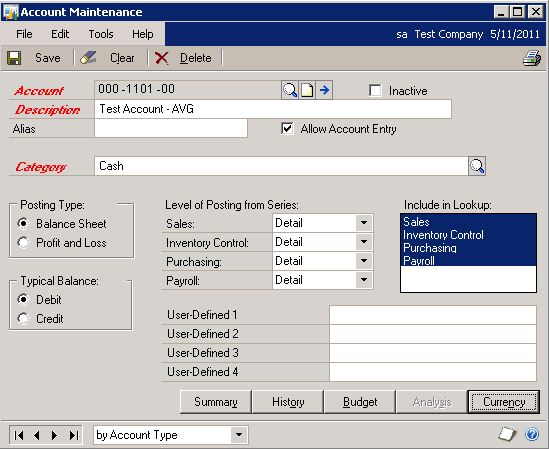 Account Maintenance
File Edit Tools Help sa Test Company 5/11/2011
Save Clear Delete
Account 000 -1101 -00 Inactive
Description Test Account - AVG
Alias Allow Account Entry
Category Cash
Posting Type: Level of Posting from Series: Include in Lookup:
Balance Sheet Sales: Detail Sales
Profit and Loss Inventory Control: Detail Inventory Control
Purchasing: Detail Purchasing
Typical Balance: Payroll: Detail Payroll
Debit
Credit User-Defined 1
User-Defined 2
User-Defined 3
User-Defined 4
Summary History Budget Analysis Currency
by Account Type